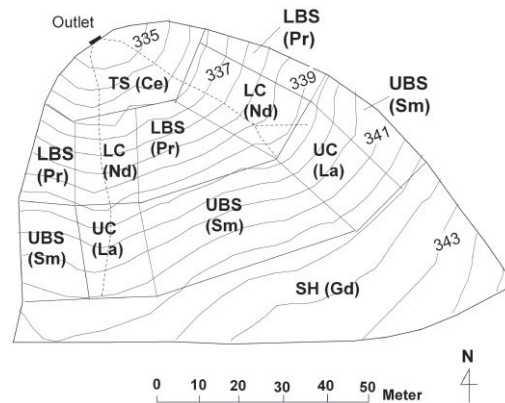 Outlet
335
LBS
(Pr)
337
339
TS (Ce)
LC
(Nd)
UBS
(Sm)
341
LBS
(Pr)
LC
(Nd)
LBS
(Pr)
UC
(La)
UBS
(Sm)
UC
(La)
UBS
(Sm)
343
SH (Gd)
N
0 10 20 30 40 50 Meter